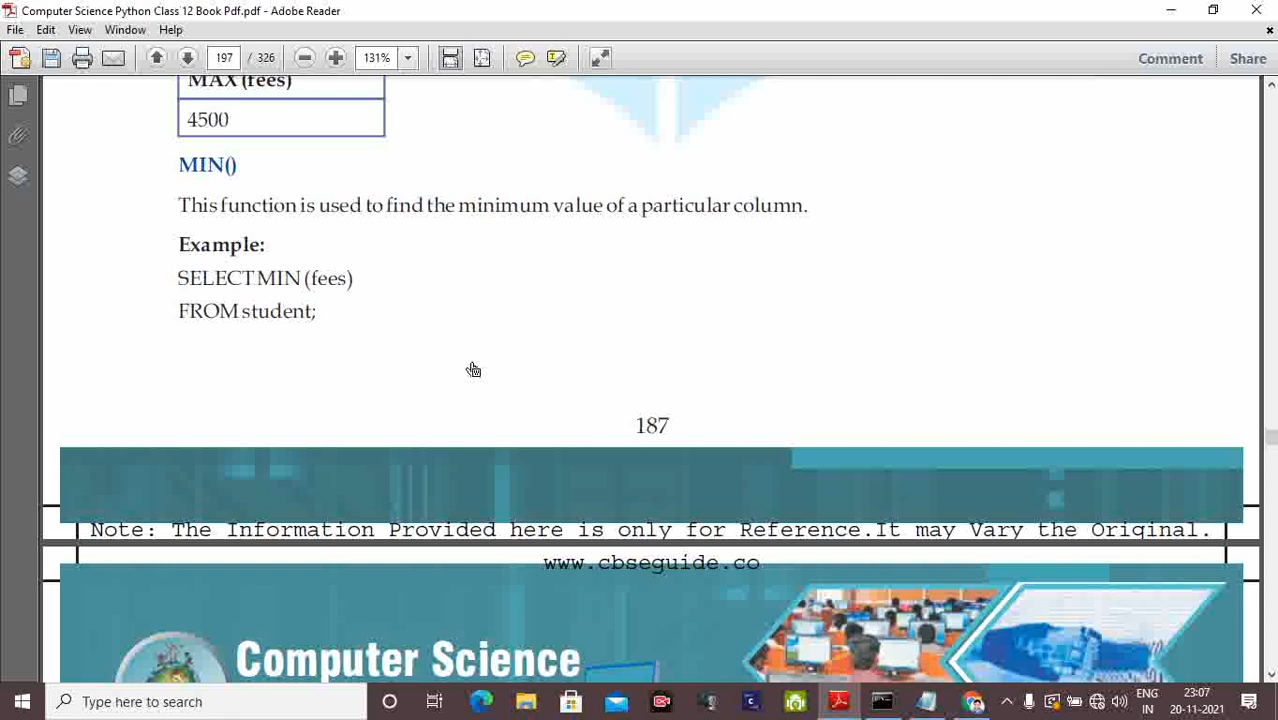 Computer Science Python Class 12 Book Pdf.pdf - Adobe Reader
File Edit View Window Help
197 / 326 131% Comment Share
MAX (fees)
4500
MIN()
This function is used to find the minimum value of a particular column.
Example:
SELECT MIN (fees)
FROM student;
187
Note: The Information Provided here is only for Reference.It may Vary the Original.
www.cbseguide.co
Computer Science
Type here to search
ENG 23:07
IN 20-11-2021